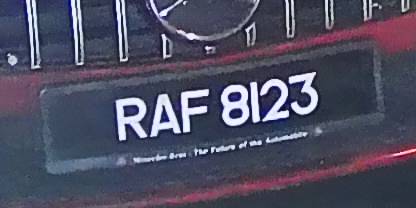 RAF 8123
Mercedes-Benz - The Future of the Automobile